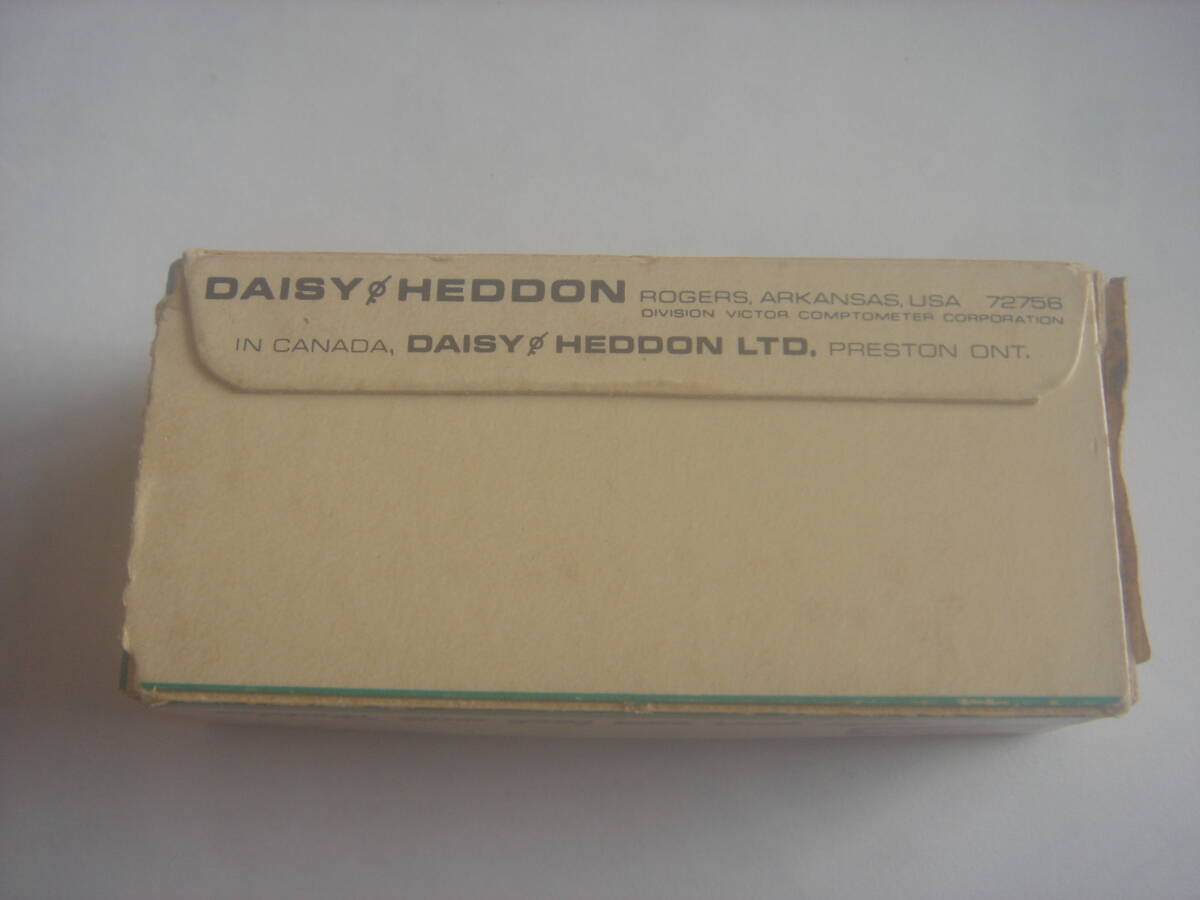 DAISY HEDDON ROGERS, ARKANSAS, USA 72756
DIVISION VICTOR COMPTOMETER CORPORATION
IN CANADA, DAISY HEDDON LTD. PRESTON ONT.